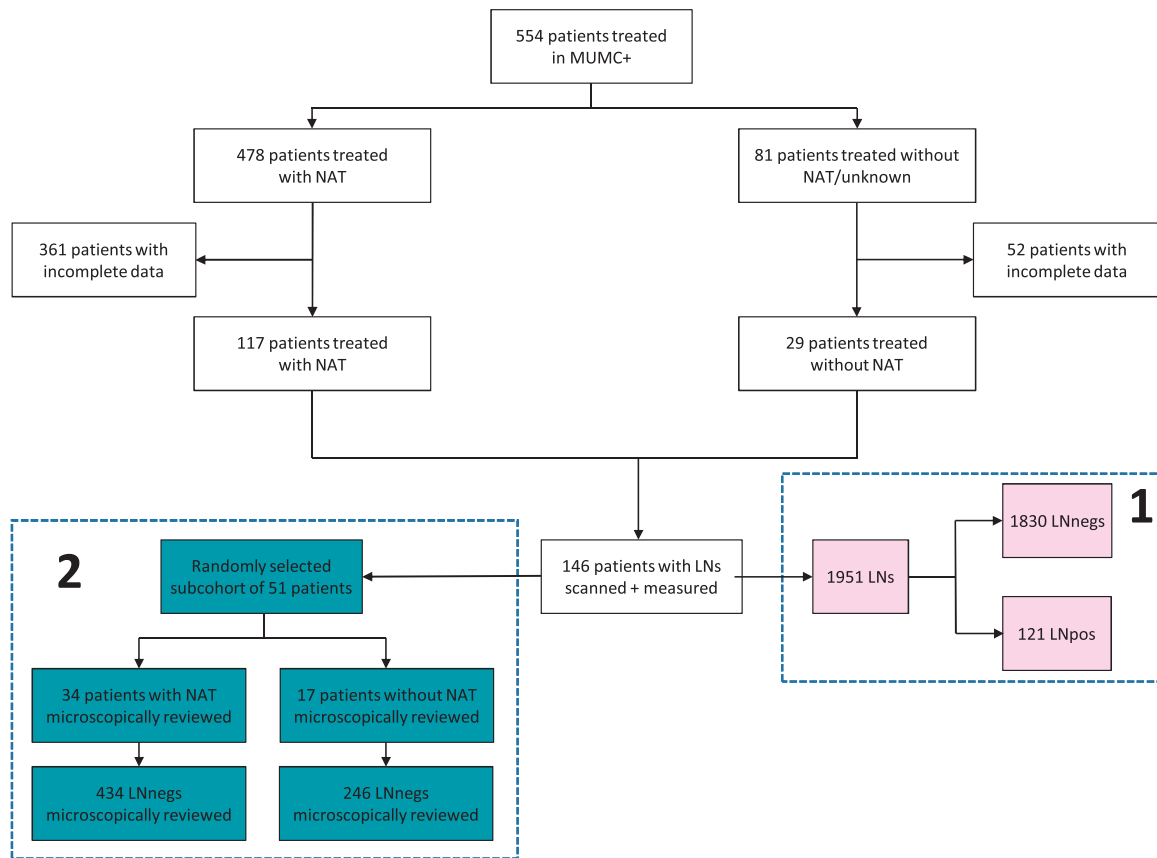 554 patients treated
in MUMC+
478 patients treated
with NAT
81 patients treated without
NAT/unknown
361 patients with
incomplete data
52 patients with
incomplete data
117 patients treated
with NAT
29 patients treated
without NAT
1
1830 LNnegs
2
Randomly selected
subcohort of 51 patients
146 patients with LNs
scanned + measured
1951 LNs
121 LNpos
34 patients with NAT
microscopically reviewed
17 patients without NAT
microscopically reviewed
434 LNnegs
microscopically reviewed
246 LNnegs
microscopically reviewed